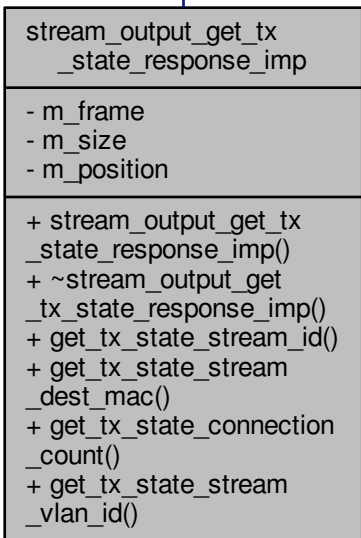 stream_output_get_tx
_state_response_imp
- m_frame
- m_size
- m_position
+ stream_output_get_tx
_state_response_imp()
+ ~stream_output_get
_tx_state_response_imp()
+ get_tx_state_stream_id()
+ get_tx_state_stream
_dest_mac()
+ get_tx_state_connection
_count()
+ get_tx_state_stream
_vlan_id()